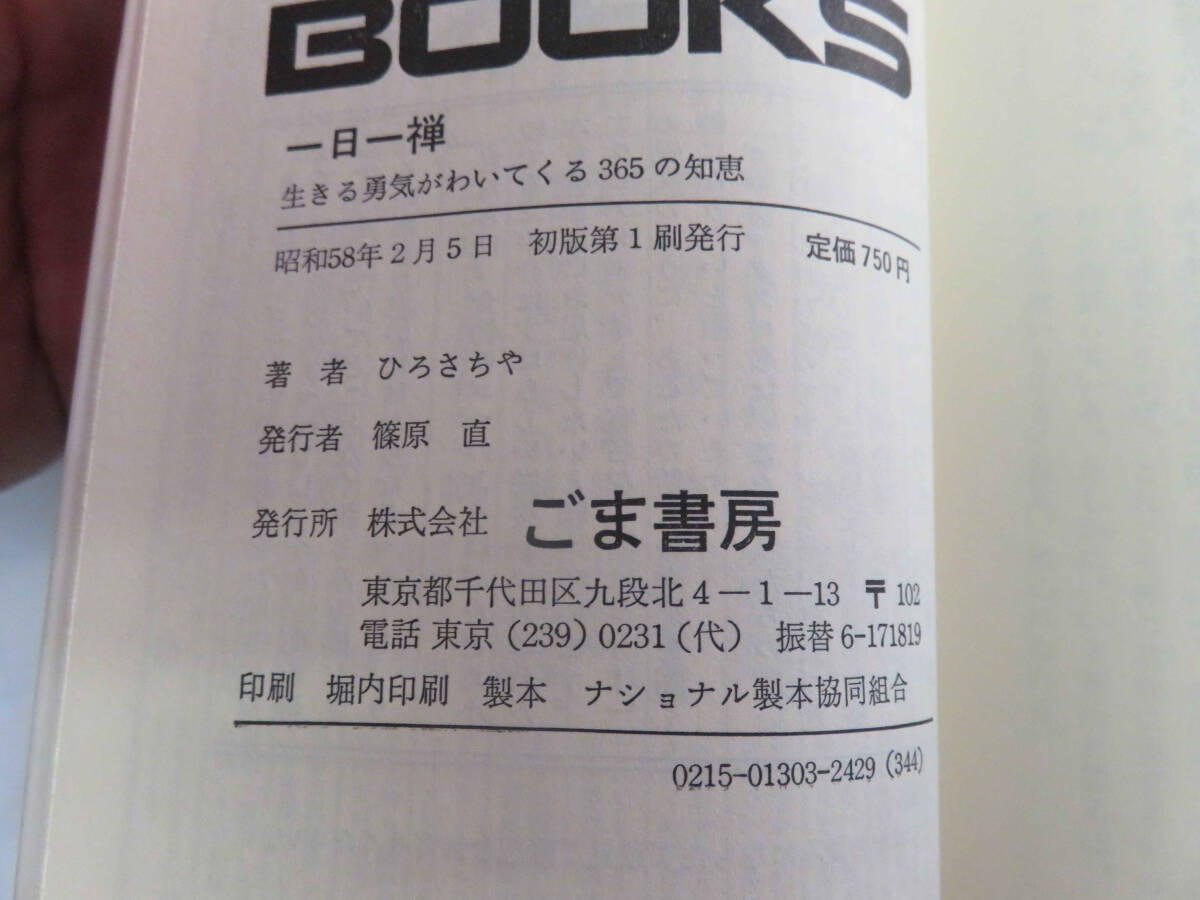 BOOKS
一日一禅
生きる勇気がわいてくる365の知恵
昭和58年2月5日 初版第1刷発行 定価750円
著者 ひろさちや
発行者 篠原 直
発行所 株式会社 ごま書房
東京都千代田区九段北4―1―13 〒102
電話 東京(239)0231(代) 振替6-171819
印刷 堀内印刷 製本 ナショナル製本協同組合
0215-01303-2429(344)